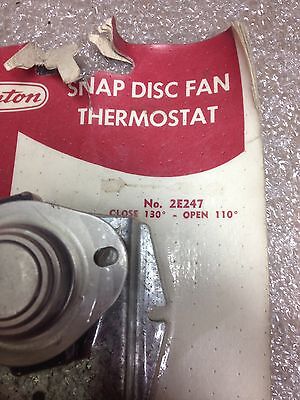 SNAP DISC FAN
THERMOSTAT
No. 2E247
CLOSE 130° - OPEN 110°